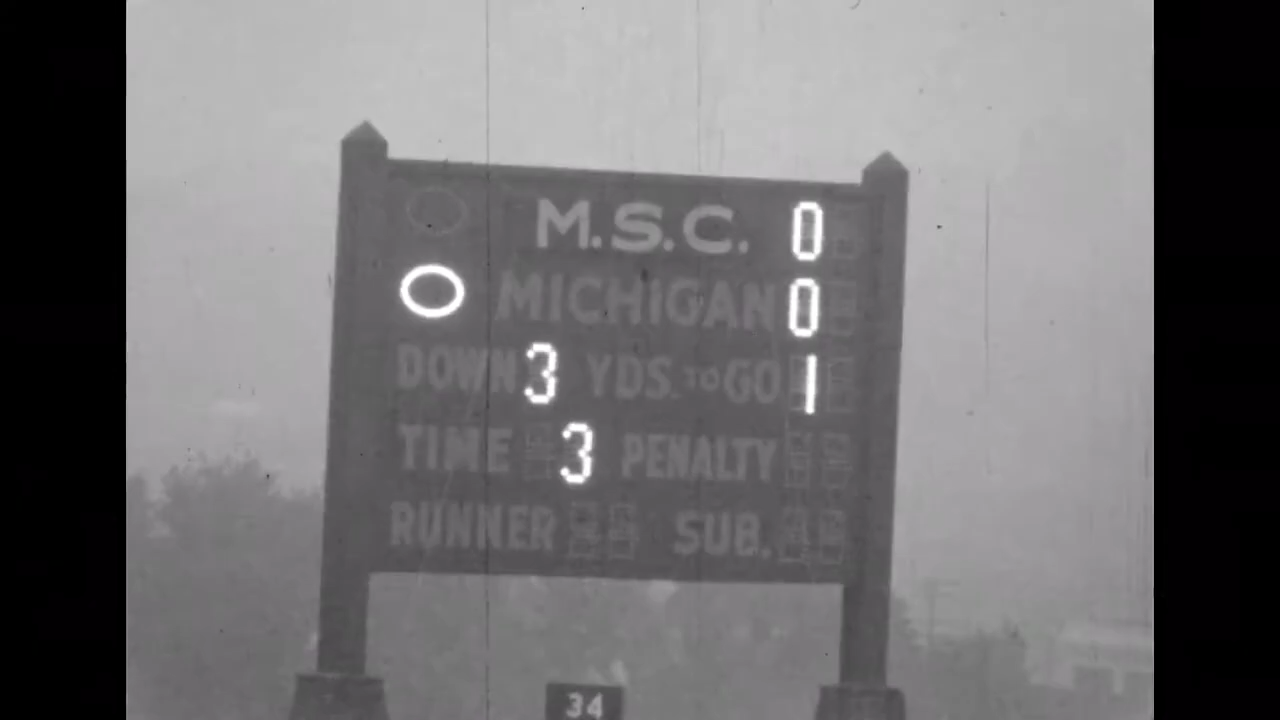 M.S.C. 0
MICHIGAN 0
DOWN 3 YDS. TO GO 1
TIME 3 PENALTY
RUNNER SUB.
34